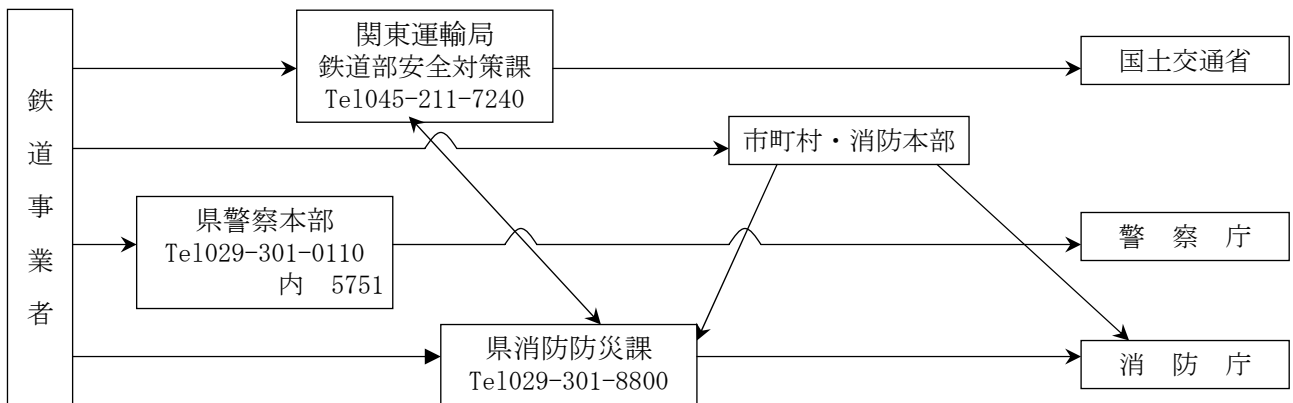 鉄道事業者
関東運輸局
鉄道部安全対策課
Tel045-211-7240
国土交通省
市町村・消防本部
県警察本部
Tel029-301-0110
内　5751
警　察　庁
県消防防災課
Tel029-301-8800
消　防　庁